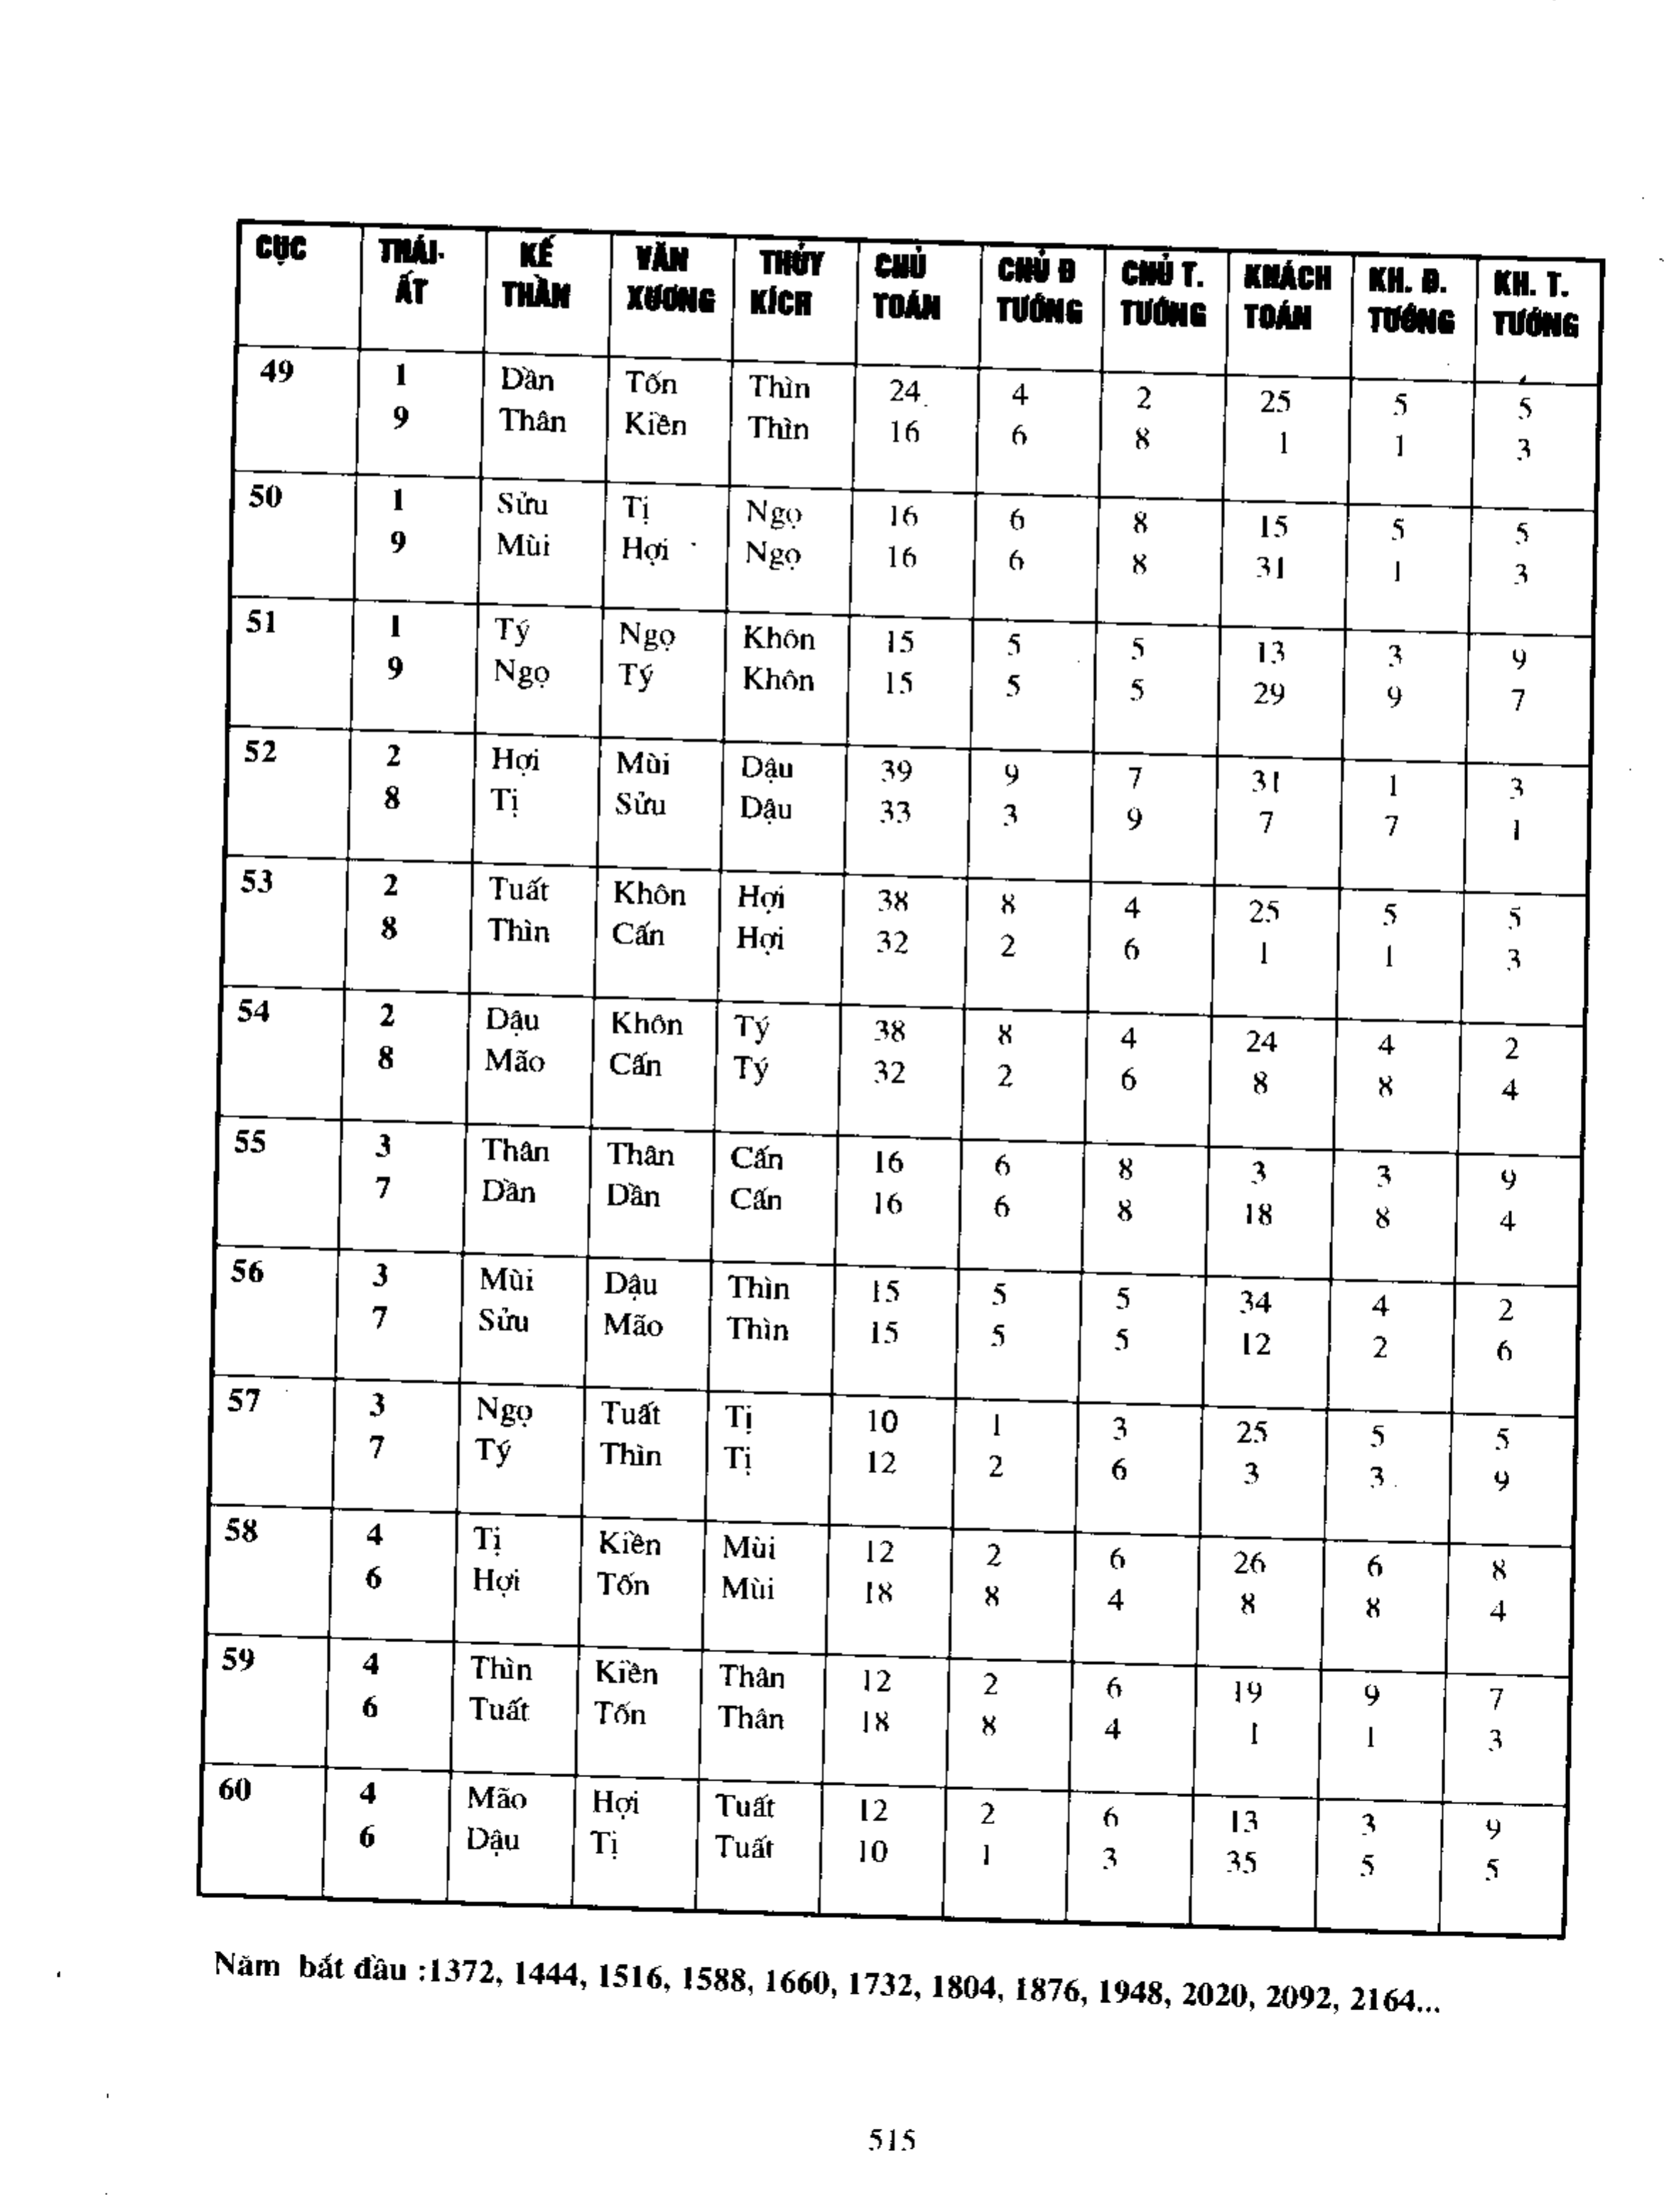 CỤC THÁI- KẾ VĂN THỦY CHỦ CHỦ Đ CHỦ T. KHÁCH KH. Đ. KH. T.
ẤT THẦN XƯƠNG KÍCH TOÁN TƯỚNG TƯỚNG TOÁN TƯỚNG TƯỚNG
49 1 Dần Tốn Thìn 24 4 2 25 5 5
9 Thân Kiền Thìn 16 6 8 1 1 3
50 1 Sửu Tị Ngọ 16 6 8 15 5 5
9 Mùi Hợi Ngọ 16 6 8 31 1 3
51 1 Tý Ngọ Khôn 15 5 5 13 3 9
9 Ngọ Tý Khôn 15 5 5 29 9 7
52 2 Hợi Mùi Dậu 39 9 7 31 1 3
8 Tị Sửu Dậu 33 3 9 7 7 1
53 2 Tuất Khôn Hợi 38 8 4 25 5 5
8 Thìn Cấn Hợi 32 2 6 1 1 3
54 2 Dậu Khôn Tý 38 8 4 24 4 2
8 Mão Cấn Tý 32 2 6 8 8 4
55 3 Thân Thân Cấn 16 6 8 3 3 9
7 Dần Dần Cấn 16 6 8 18 8 4
56 3 Mùi Dậu Thìn 15 5 5 34 4 2
7 Sửu Mão Thìn 15 5 5 12 2 6
57 3 Ngọ Tuất Tị 10 1 3 25 5 5
7 Tý Thìn Tị 12 2 6 3 3 9
58 4 Tị Kiền Mùi 12 2 6 26 6 8
6 Hợi Tốn Mùi 18 8 4 8 8 4
59 4 Thìn Kiền Thân 12 2 6 19 9 7
6 Tuất Tốn Thân 18 8 4 1 1 3
60 4 Mão Hợi Tuất 12 2 6 13 3 9
6 Dậu Tị Tuất 10 1 3 35 5 5
Năm bắt đầu :1372, 1444, 1516, 1588, 1660, 1732, 1804, 1876, 1948, 2020, 2092, 2164...
515